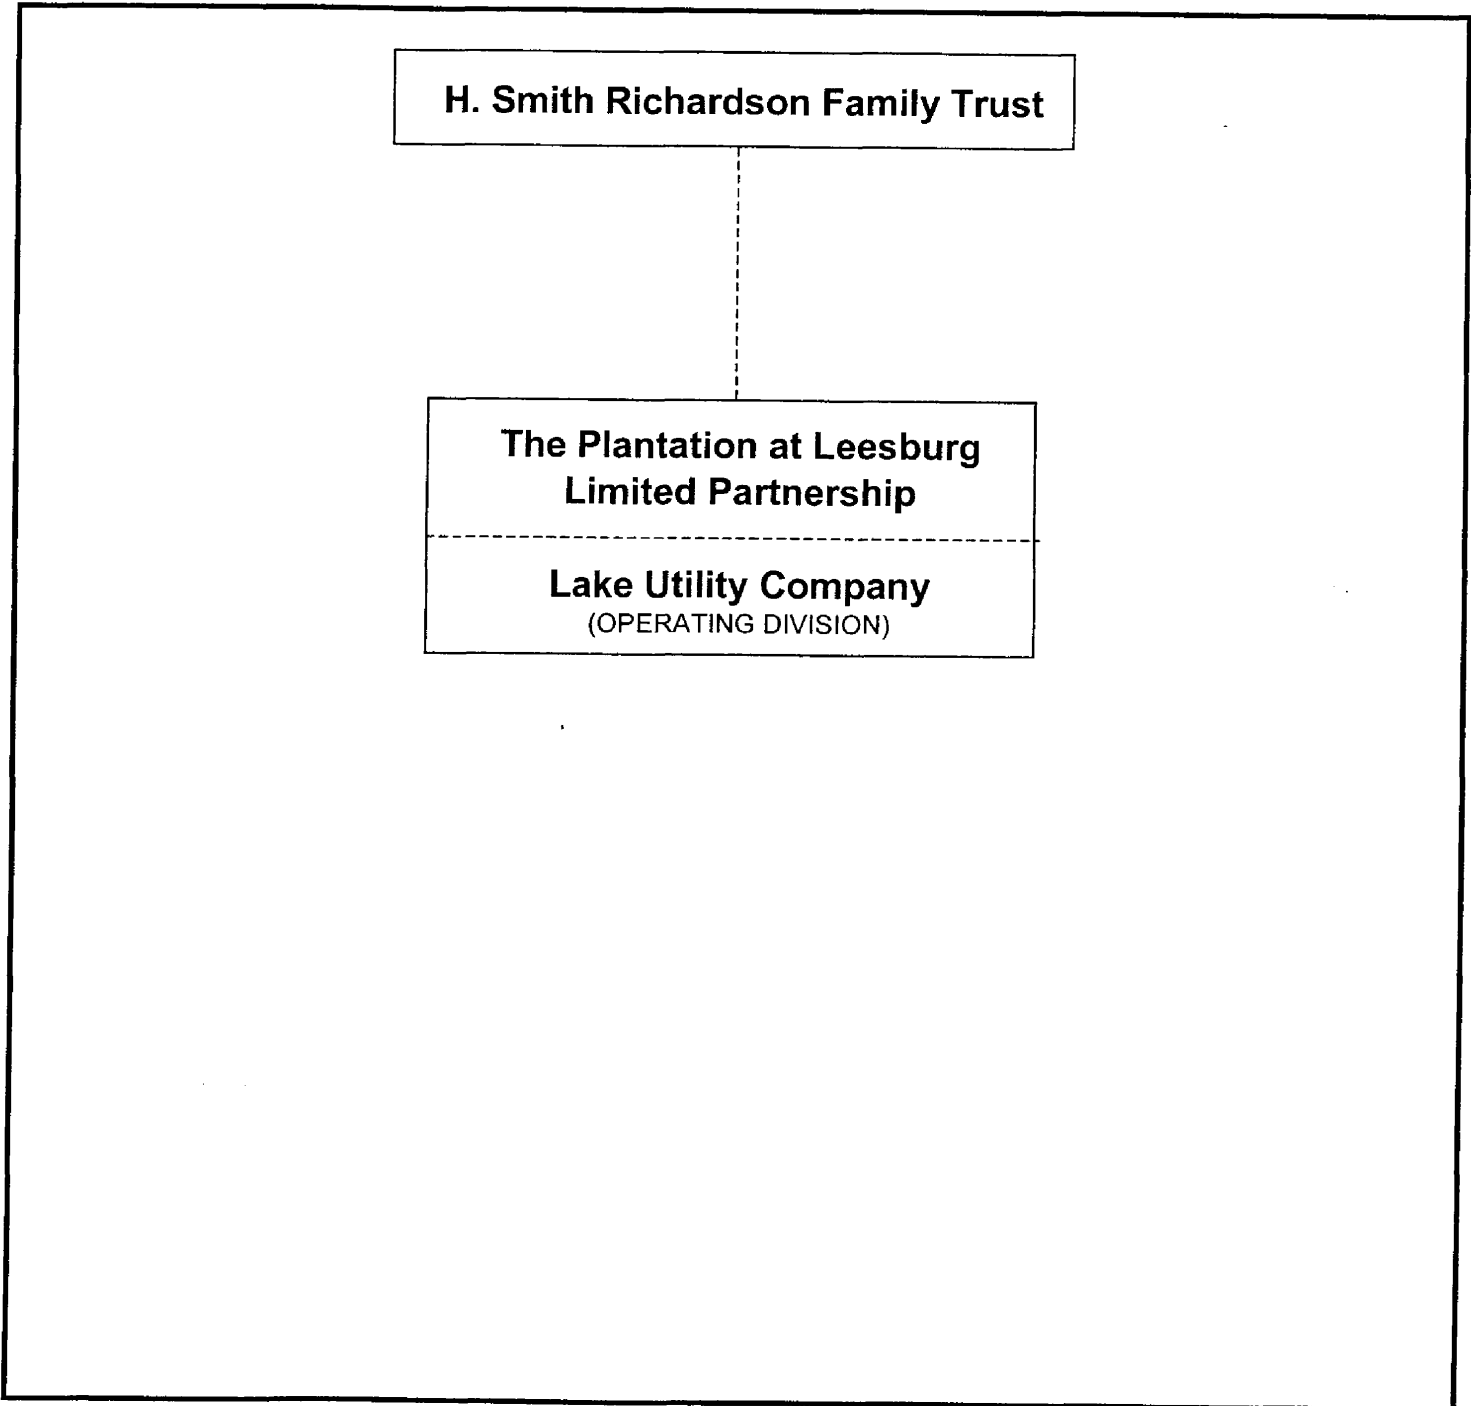 H. Smith Richardson Family Trust
The Plantation at Leesburg
Limited Partnership
Lake Utility Company
(OPERATING DIVISION)